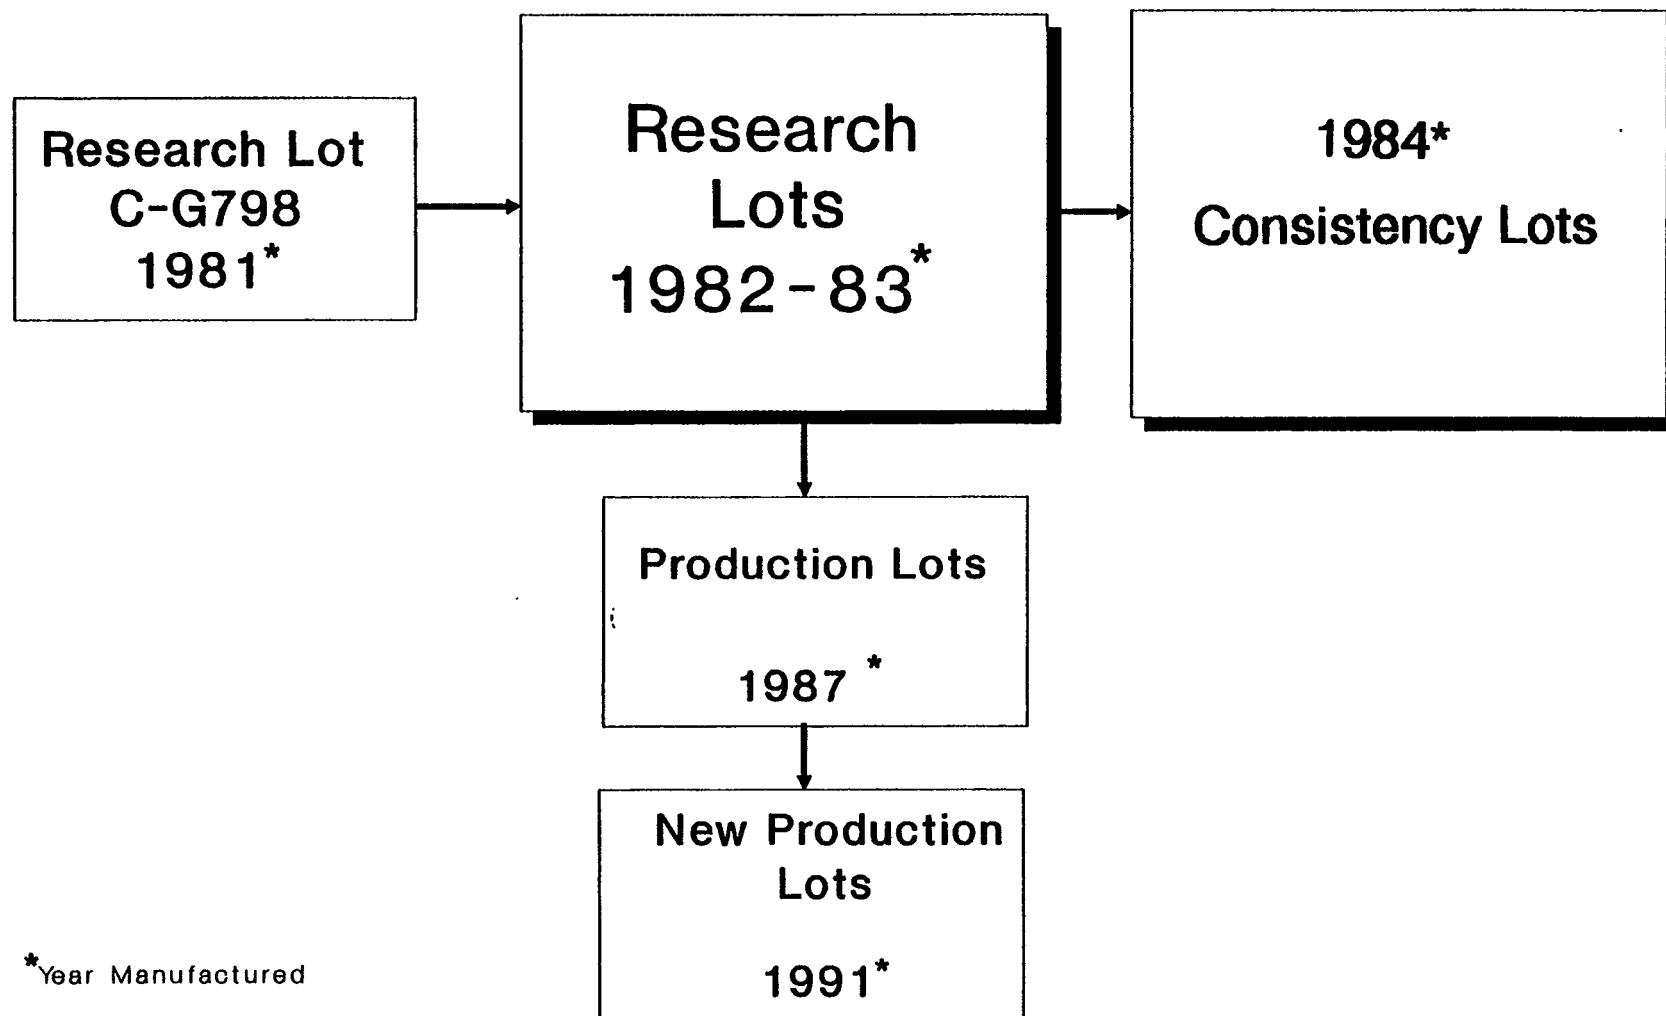 Research Lot
C-G798
1981*
Research
Lots
1982-83*
1984*
Consistency Lots
Production Lots
1987 *
New Production
Lots
1991*
*Year Manufactured